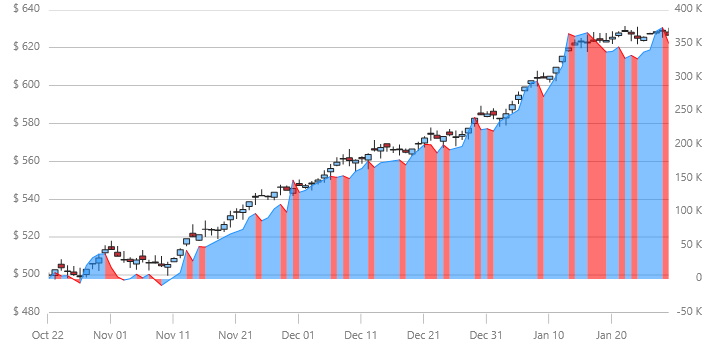 $ 640 400 K
$ 620 350 K
$ 600 300 K
$ 580 250 K
$ 560 200 K
$ 540 150 K
$ 520 100 K
$ 500 50 K
$ 480 0
-50 K
Oct 22 Nov 01 Nov 11 Nov 21 Dec 01 Dec 11 Dec 21 Dec 31 Jan 10 Jan 20